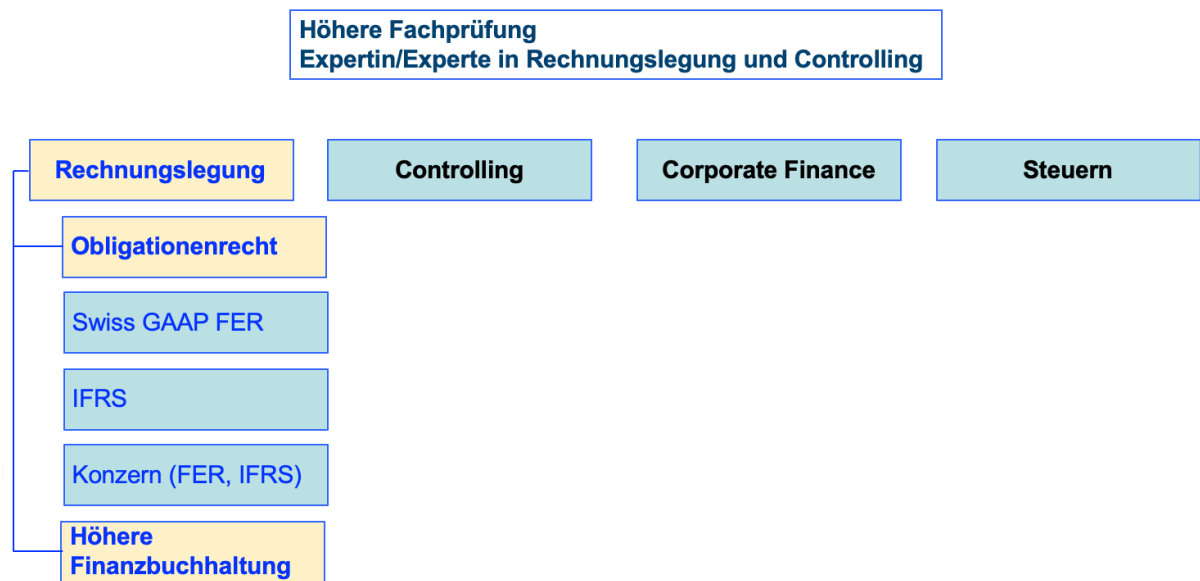 Höhere Fachprüfung
Expertin/Experte in Rechnungslegung und Controlling
Rechnungslegung
Controlling
Corporate Finance
Steuern
Obligationenrecht
Swiss GAAP FER
IFRS
Konzern (FER, IFRS)
Höhere
Finanzbuchhaltung